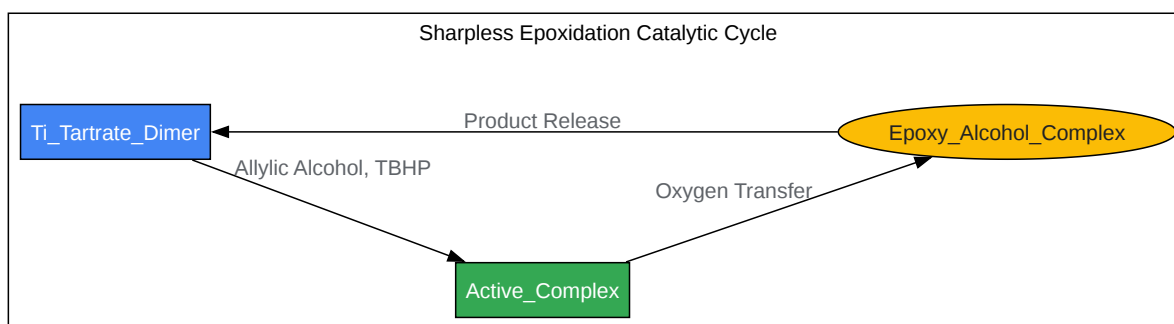 Sharpless Epoxidation Catalytic Cycle
Product Release
Ti_Tartrate_Dimer
Epoxy_Alcohol_Complex
Allylic Alcohol, TBHP
Oxygen Transfer
Active_Complex